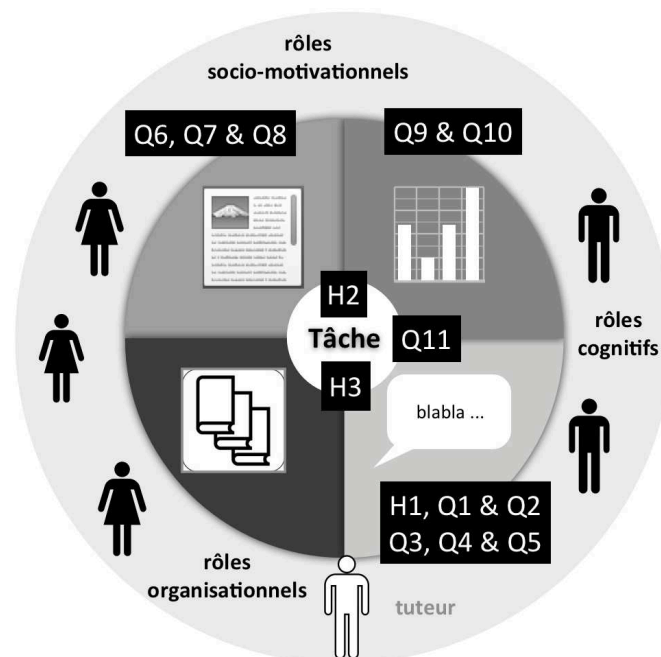 rôles
socio-motivationnels
Q6, Q7 & Q8
Q9 & Q10
H2
Tâche
Q11
H3
rôles
cognitifs
blabla ...
H1, Q1 & Q2
Q3, Q4 & Q5
rôles
organisationnels
tuteur